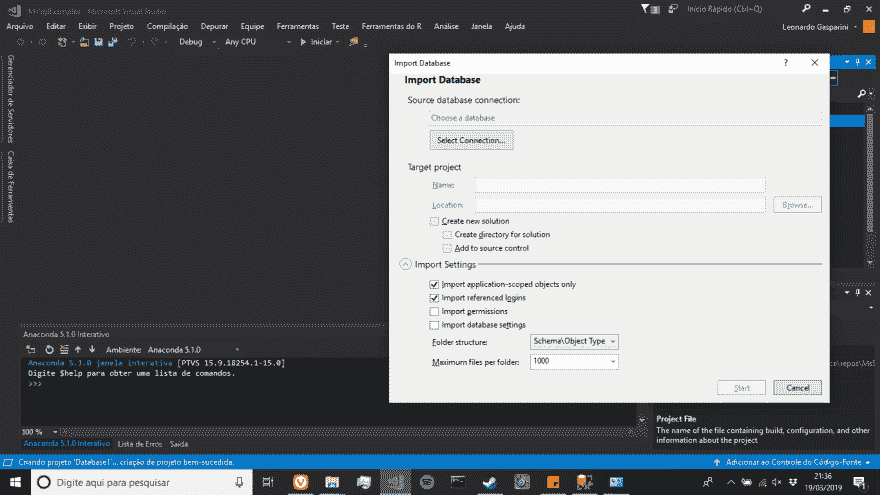 MsSqlExamples - Microsoft Visual Studio
Início Rápido (Ctrl+Q)
Arquivo Editar Exibir Projeto Compilação Depurar Equipe Ferramentas Teste Ferramentas do R Análise Janela Ajuda
Leonardo Gasparini
Debug Any CPU Iniciar
Gerenciador de Servidores
Caixa de Ferramentas
Import Database
Import Database
Source database connection:
Choose a database
Select Connection...
Target project
Name:
Location:
Browse...
Create new solution
Create directory for solution
Add to source control
Import Settings
Import application-scoped objects only
Import referenced logins
Import permissions
Import database settings
Folder structure: Schema\Object Type
Maximum files per folder: 1000
Start Cancel
Anaconda 5.1.0 Interativo
Ambiente: Anaconda 5.1.0
Anaconda 5.1.0 janela interativa [PTVS 15.9.18254.1-15.0]
Digite $help para obter uma lista de comandos.
>>>
100 %
Anaconda 5.1.0 Interativo Lista de Erros Saída
Project File
The name of the file containing build, configuration, and other
information about the project
Criando projeto 'Database1'... criação de projeto bem-sucedida.
Adicionar ao Controle do Código-Fonte
Digite aqui para pesquisar
21:36
19/03/2019